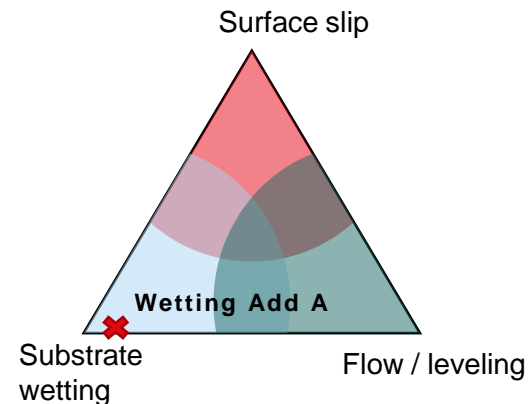 Surface slip
Wetting Add A
Substrate
wetting
Flow / leveling